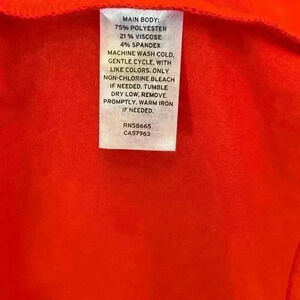 MAIN BODY:
75% POLYESTER
21% VISCOSE
4% SPANDEX
MACHINE WASH COLD,
GENTLE CYCLE, WITH
LIKE COLORS. ONLY
NON-CHLORINE BLEACH
IF NEEDED. TUMBLE
DRY LOW, REMOVE
PROMPTLY. WARM IRON
IF NEEDED.
RN58665
CA57963